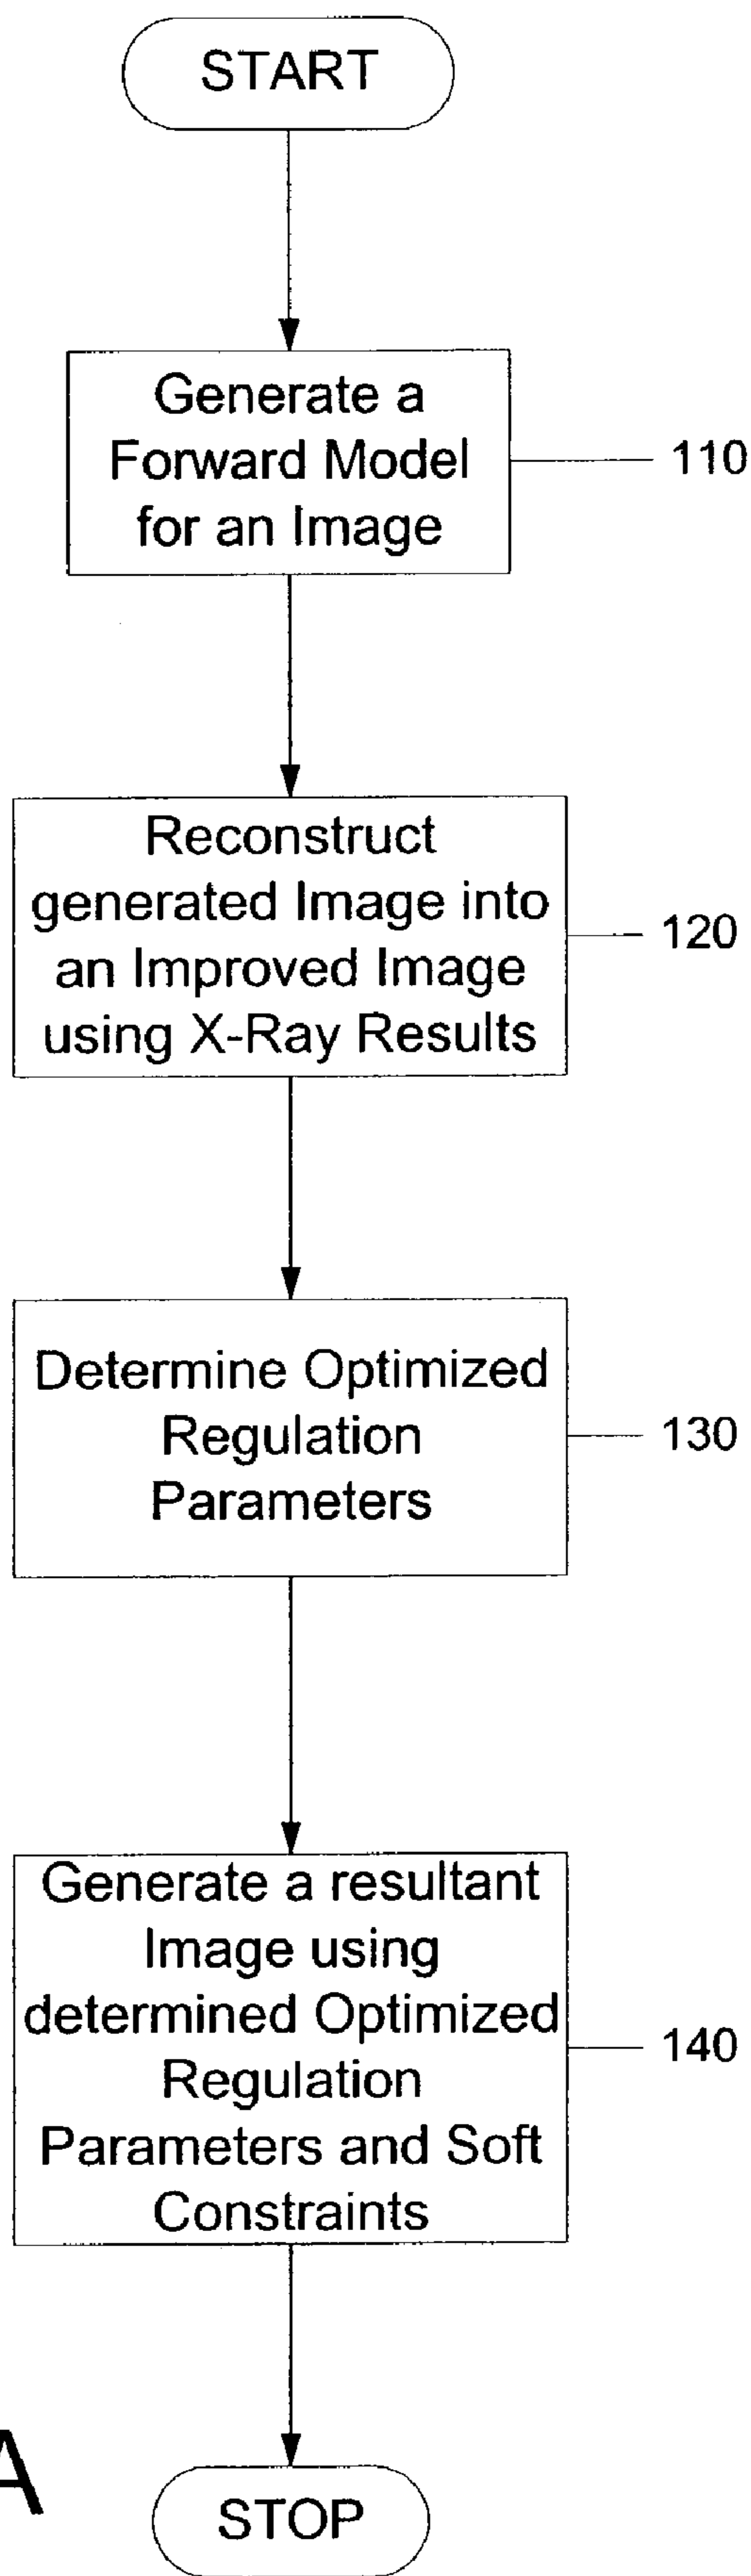 START
Generate a
Forward Model
for an Image
110
Reconstruct
generated Image into
an Improved Image
using X-Ray Results
120
Determine Optimized
Regulation
Parameters
130
Generate a resultant
Image using
determined Optimized
Regulation
Parameters and Soft
Constraints
140
A
STOP